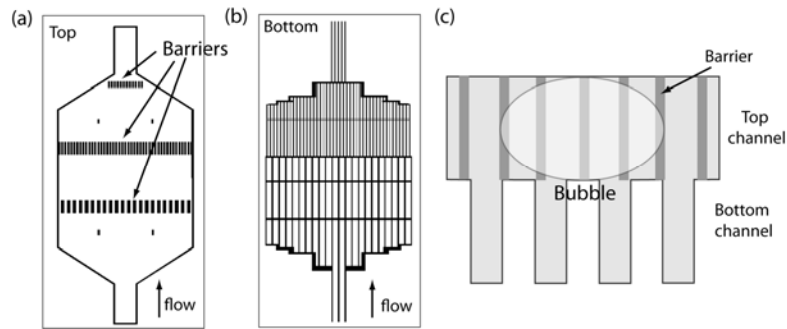 (a)
Top
Barriers
flow
(b)
Bottom
flow
(c)
Barrier
Top
channel
Bubble
Bottom
channel